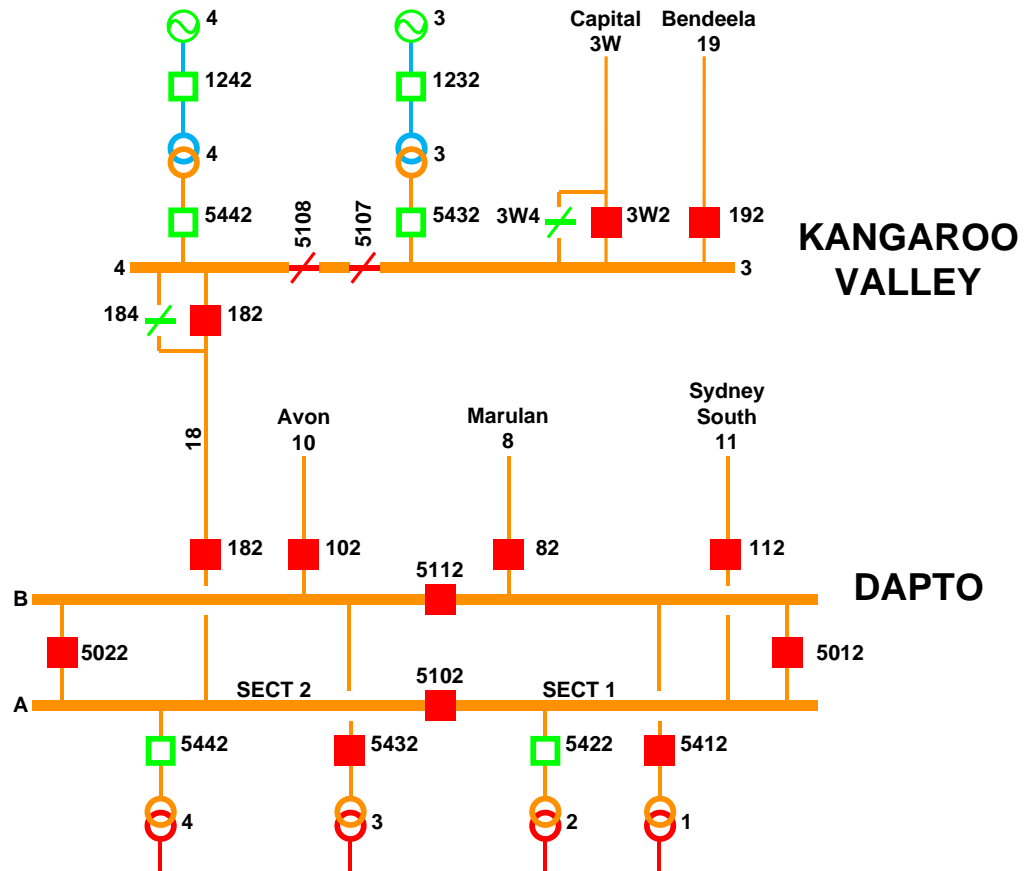 4
3
Capital
3W
Bendeela
19
1242
1232
4
3
5442
5108
5107
5432
3W4
3W2
192
KANGAROO
VALLEY
4
3
184
182
18
Avon
10
Marulan
8
Sydney
South
11
182
102
82
112
5112
B
DAPTO
5022
5012
5102
SECT 2
SECT 1
A
5442
5432
5422
5412
4
3
2
1